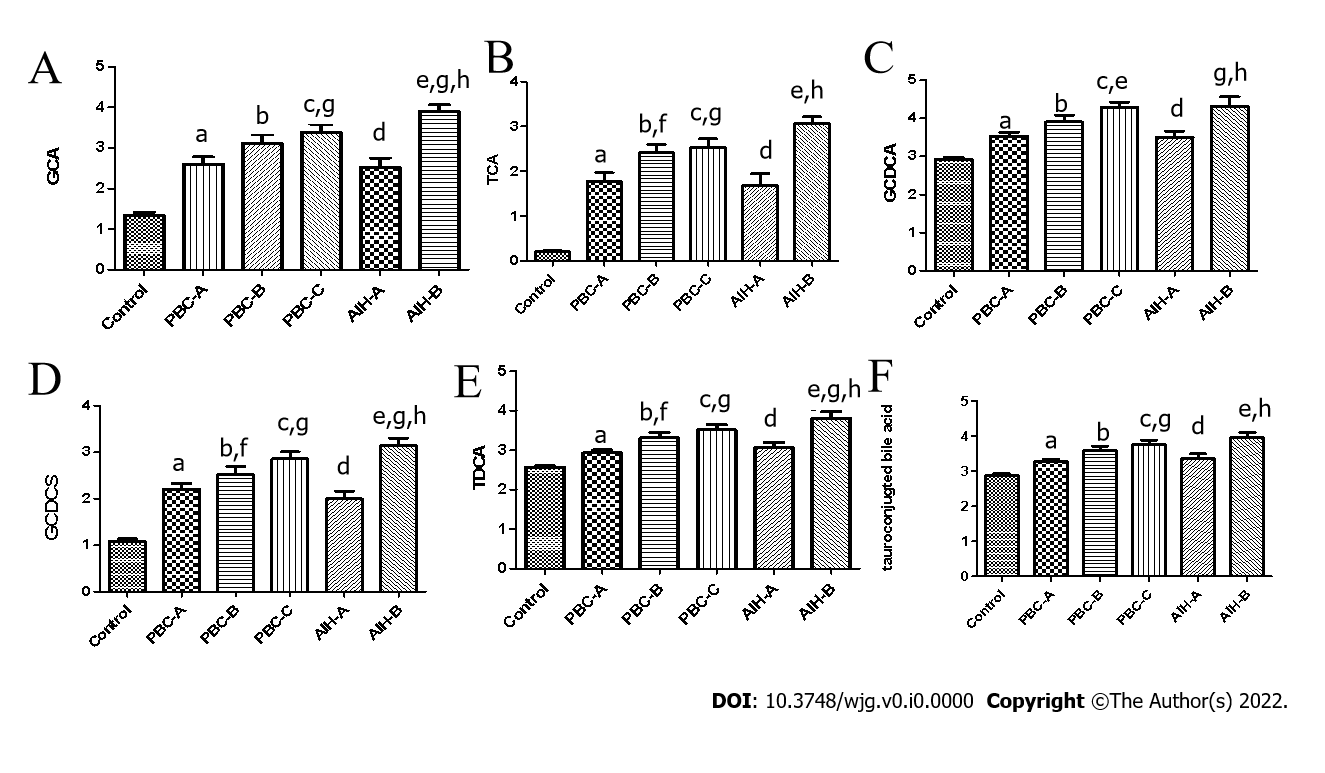 A
GCA
5
4
3
2
1
0
a
b
c,g
d
e,g,h
Control
PBC-A
PBC-B
PBC-C
AIH-A
AIH-B
B
TCA
4
3
2
1
0
a
b,f
c,g
d
e,h
Control
PBC-A
PBC-B
PBC-C
AIH-A
AIH-B
C
GCDCA
5
4
3
2
1
0
a
b
c,e
d
g,h
Control
PBC-A
PBC-B
PBC-C
AIH-A
AIH-B
D
GCDCS
4
3
2
1
0
a
b,f
c,g
d
e,g,h
Control
PBC-A
PBC-B
PBC-C
AIH-A
AIH-B
E
TDCA
5
4
3
2
1
0
a
b,f
c,g
d
e,g,h
Control
PBC-A
PBC-B
PBC-C
AIH-A
AIH-B
F
tauroconjugted bile acid
5
4
3
2
1
0
a
b
c,g
d
e,h
Control
PBC-A
PBC-B
PBC-C
AIH-A
AIH-B
DOI: 10.3748/wjg.v0.i0.0000 Copyright ©The Author(s) 2022.